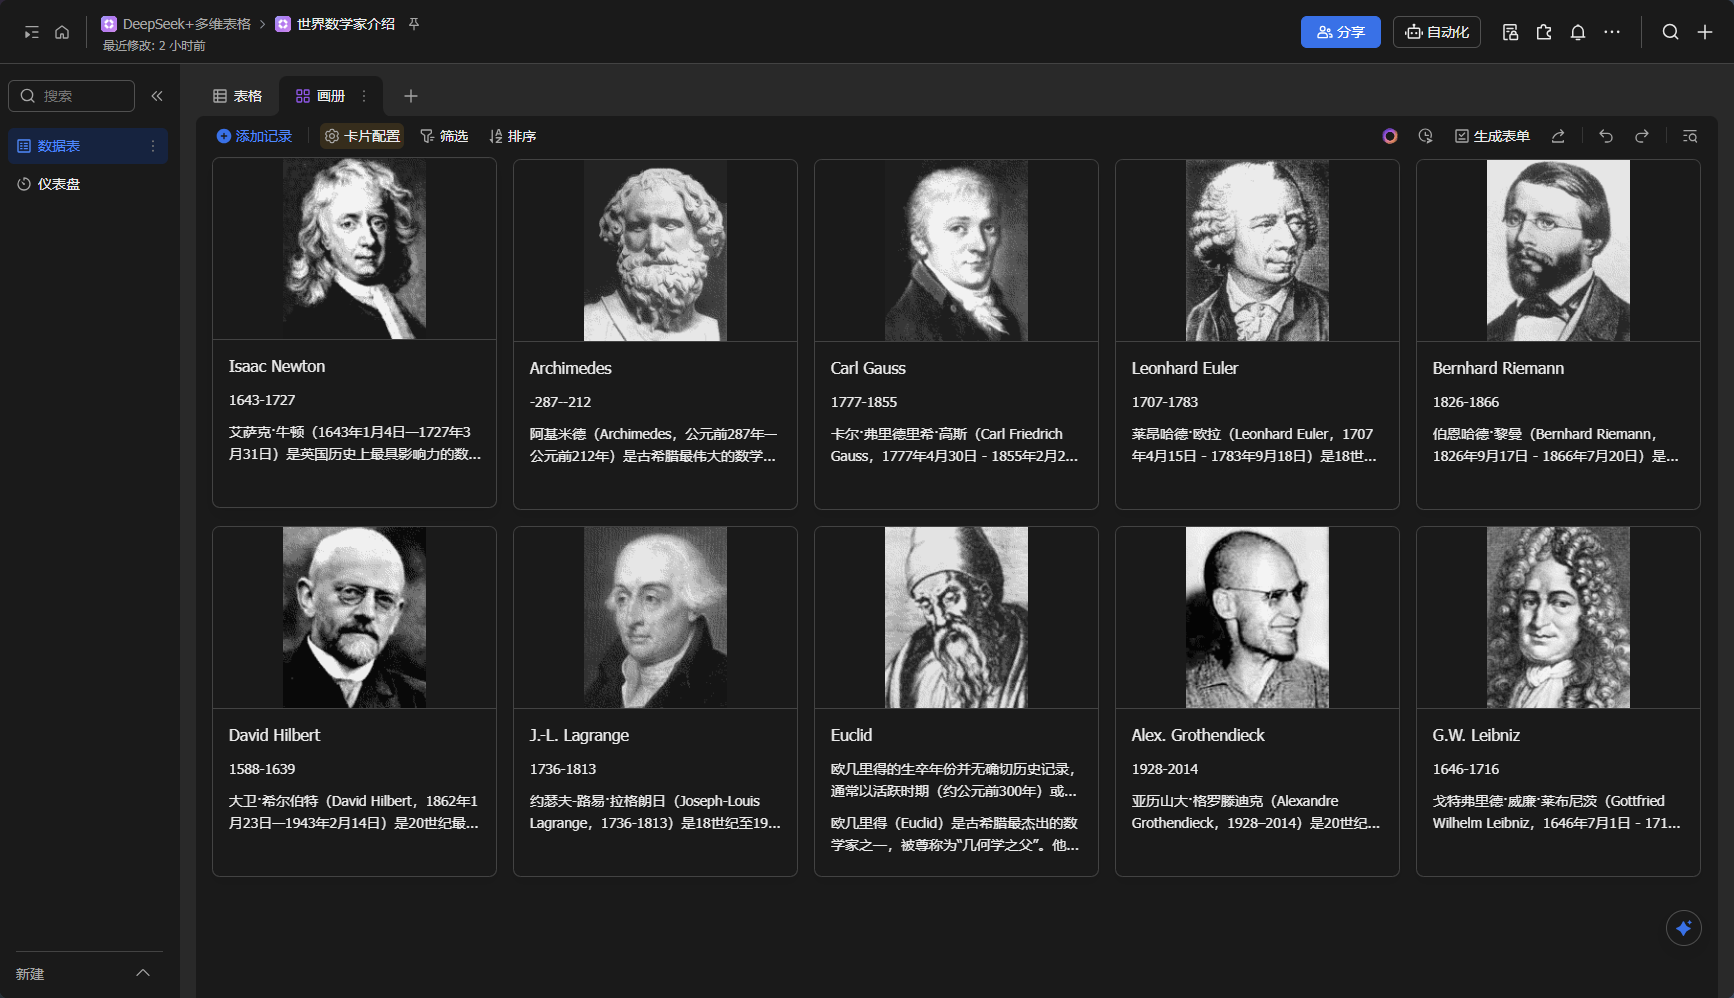 DeepSeek+多维表格
世界数学家介绍
最近修改: 2 小时前
分享
自动化
搜索
数据表
仪表盘
表格
画册
添加记录
卡片配置
筛选
排序
生成表单
Isaac Newton
1643-1727
艾萨克·牛顿（1643年1月4日—1727年3
月31日）是英国历史上最具影响力的数...
Archimedes
-287--212
阿基米德（Archimedes，公元前287年—
公元前212年）是古希腊最伟大的数学...
Carl Gauss
1777-1855
卡尔·弗里德里希·高斯（Carl Friedrich
Gauss，1777年4月30日 - 1855年2月2...
Leonhard Euler
1707-1783
莱昂哈德·欧拉（Leonhard Euler，1707
年4月15日 - 1783年9月18日）是18世...
Bernhard Riemann
1826-1866
伯恩哈德·黎曼（Bernhard Riemann，
1826年9月17日 - 1866年7月20日）是...
David Hilbert
1588-1639
大卫·希尔伯特（David Hilbert，1862年1
月23日—1943年2月14日）是20世纪最...
J.-L. Lagrange
1736-1813
约瑟夫-路易·拉格朗日（Joseph-Louis
Lagrange，1736-1813）是18世纪至19...
Euclid
欧几里得的生卒年份并无确切历史记录，
通常以活跃时期（约公元前300年）或...
欧几里得（Euclid）是古希腊最杰出的数
学家之一，被尊称为“几何学之父”。他...
Alex. Grothendieck
1928-2014
亚历山大·格罗滕迪克（Alexandre
Grothendieck，1928–2014）是20世纪...
G.W. Leibniz
1646-1716
戈特弗里德·威廉·莱布尼茨（Gottfried
Wilhelm Leibniz，1646年7月1日 - 171...
新建